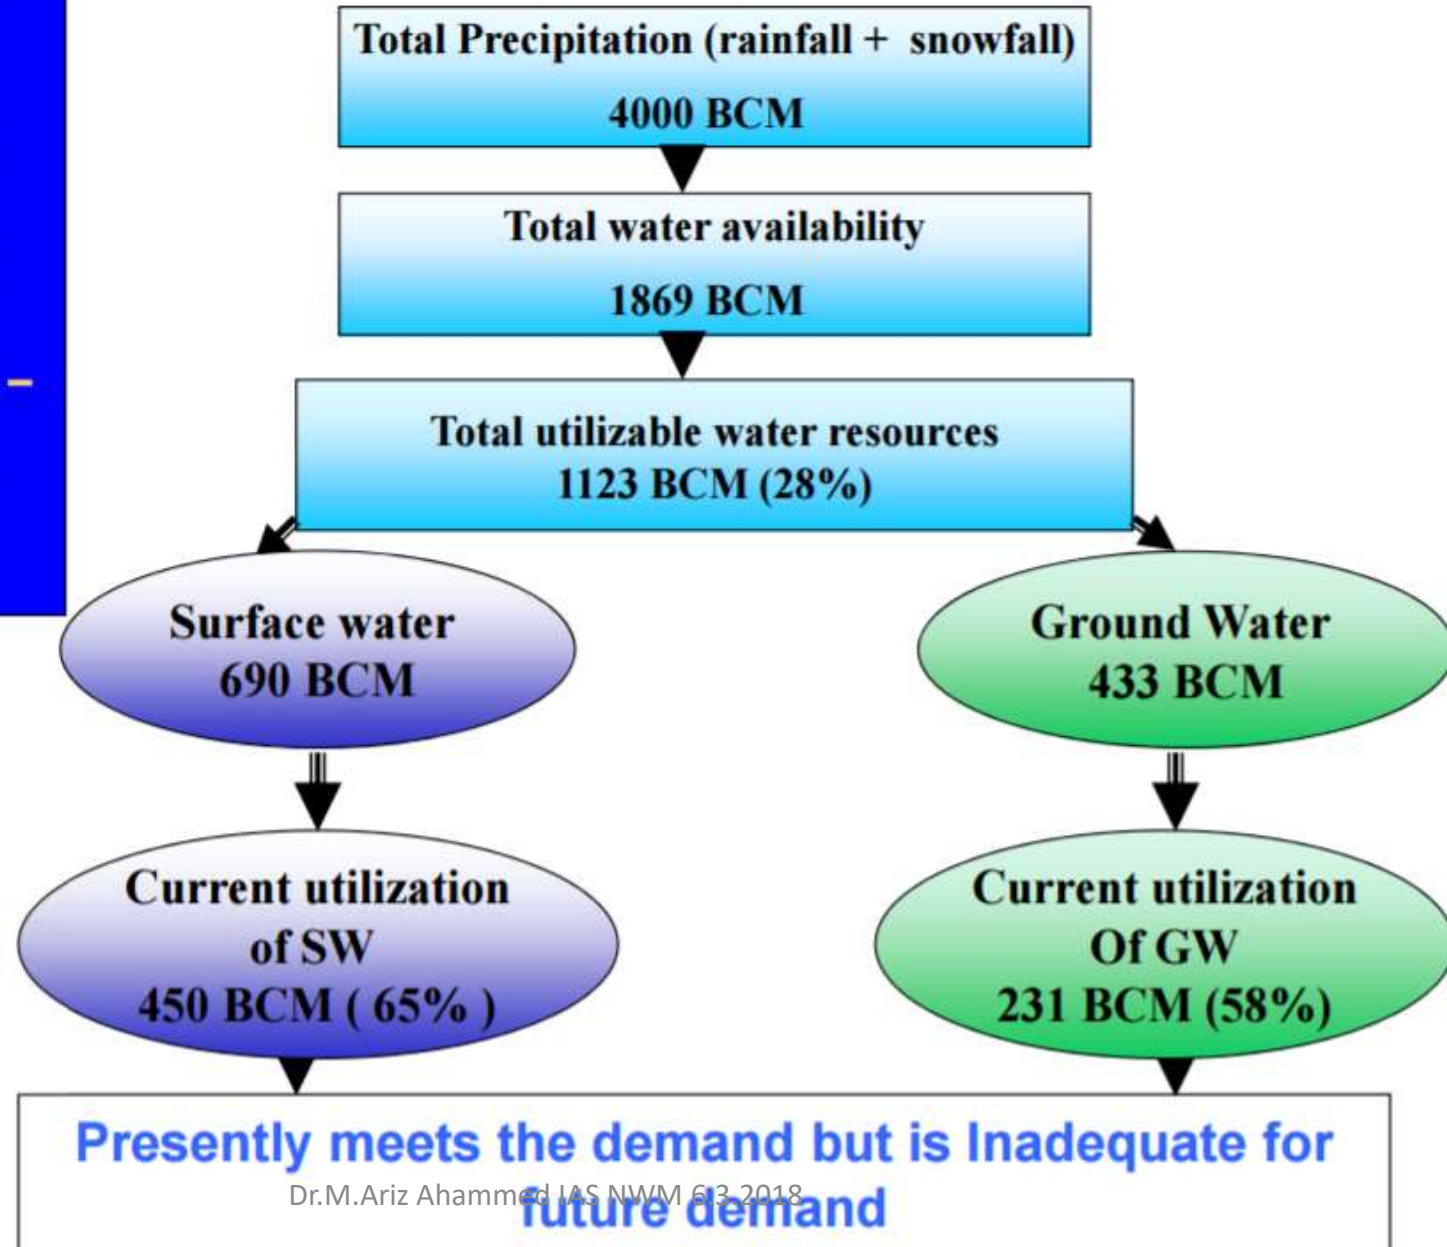 Total Precipitation (rainfall + snowfall)
4000 BCM
Total water availability
1869 BCM
Total utilizable water resources
1123 BCM (28%)
Surface water
690 BCM
Ground Water
433 BCM
Current utilization
of SW
450 BCM ( 65% )
Current utilization
Of GW
231 BCM (58%)
Presently meets the demand but is Inadequate for
future demand
Dr.M.Ariz Ahammed IAS NWM 6.3.2018